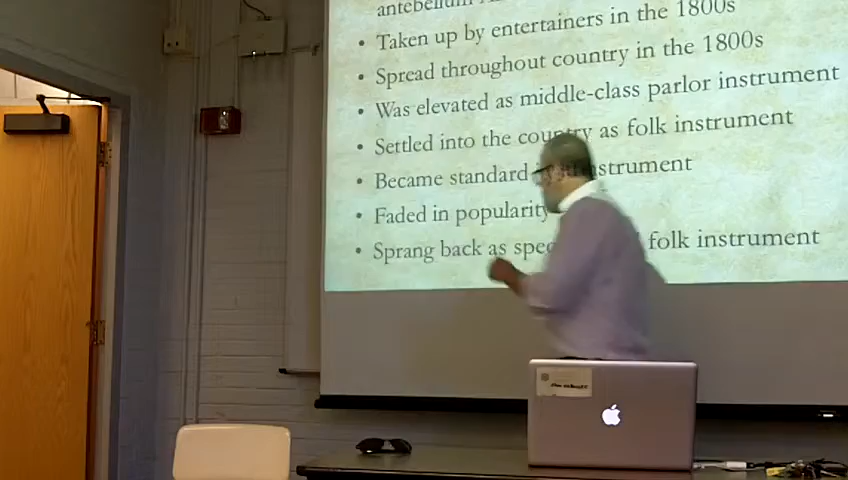 antebellum
• Taken up by entertainers in the 1800s
• Spread throughout country in the 1800s
• Was elevated as middle-class parlor instrument
• Settled into the country as folk instrument
• Became standard instrument
• Faded in popularity
• Sprang back as folk instrument